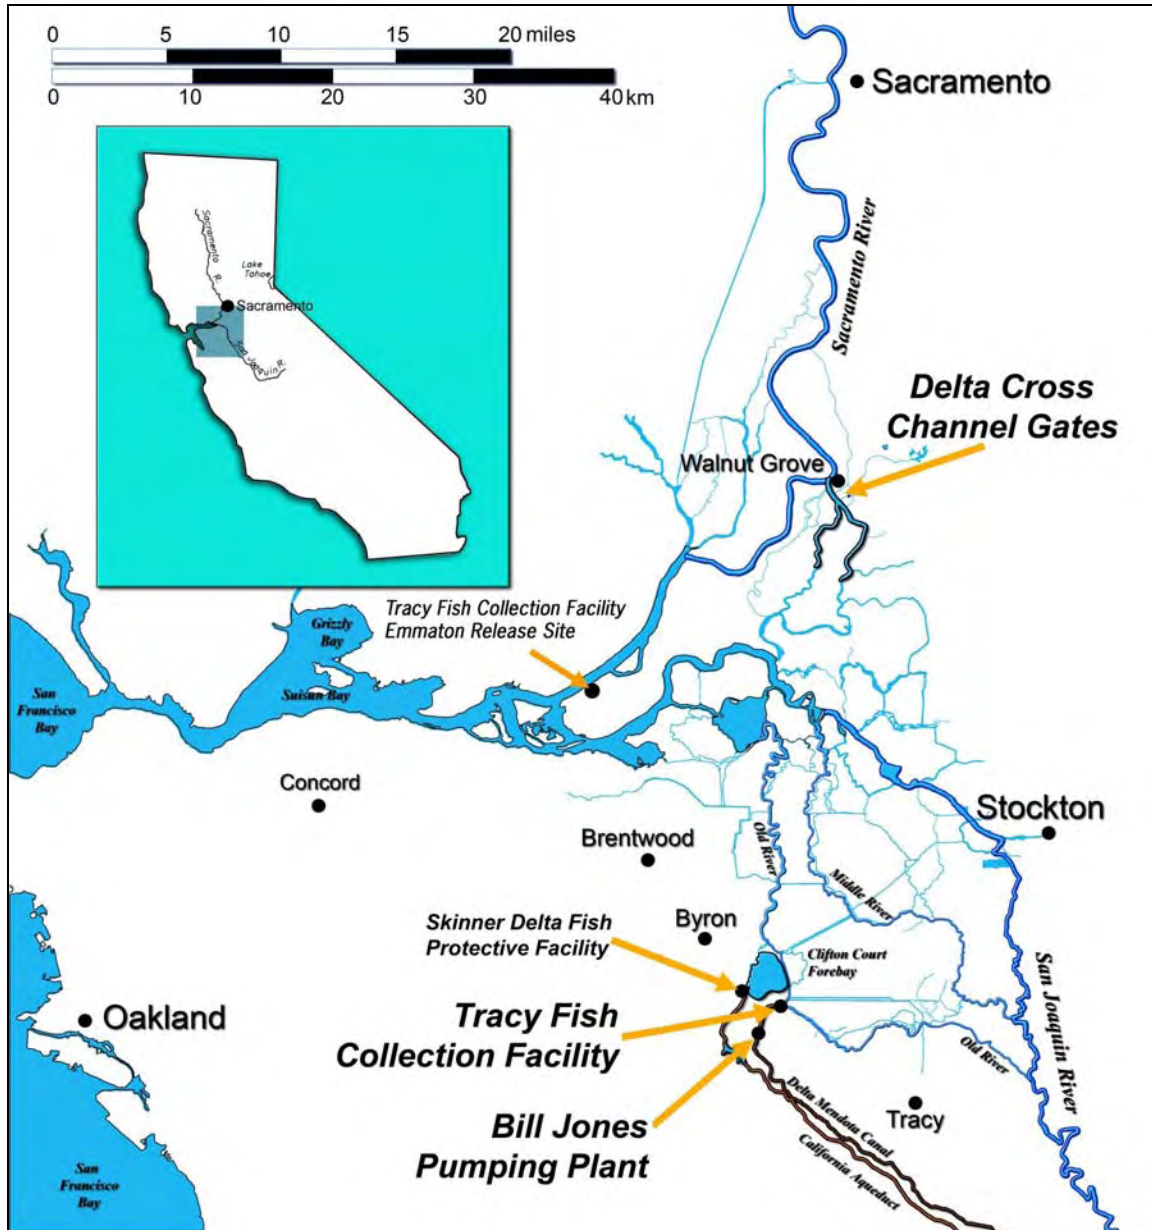 0 5 10 15 20 miles
0 10 20 30 40 km
Sacramento
Sacramento R.
Lake
Tahoe
Sacramento
San Joaquin R.
Sacramento River
Delta Cross
Channel Gates
Walnut Grove
Tracy Fish Collection Facility
Emmaton Release Site
Grizzly
Bay
Suisun Bay
San
Francisco
Bay
Concord
Brentwood
Stockton
Old River
Middle River
Byron
Skinner Delta Fish
Protective Facility
Clifton Court
Forebay
Oakland
Tracy Fish
Collection Facility
San Joaquin River
Old River
Bill Jones
Pumping Plant
Delta Mendota Canal
California Aqueduct
Tracy
San
Francisco
Bay